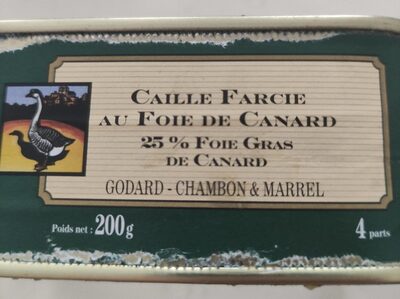 CAILLE FARCIE
AU FOIE DE CANARD
25 % FOIE GRAS
DE CANARD
GODARD - CHAMBON & MARREL
Poids net : 200g
4 parts